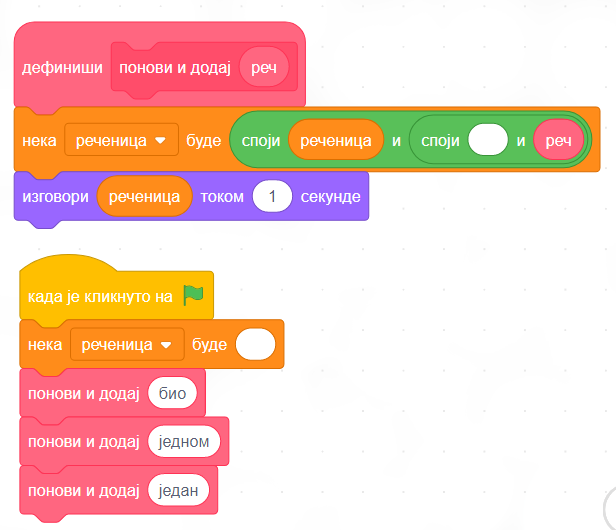 дефиниши понови и додај реч
нека реченица буде споји реченица и споји и реч
изговори реченица током 1 секунде
када је кликнуто на
нека реченица буде
понови и додај био
понови и додај једном
понови и додај један